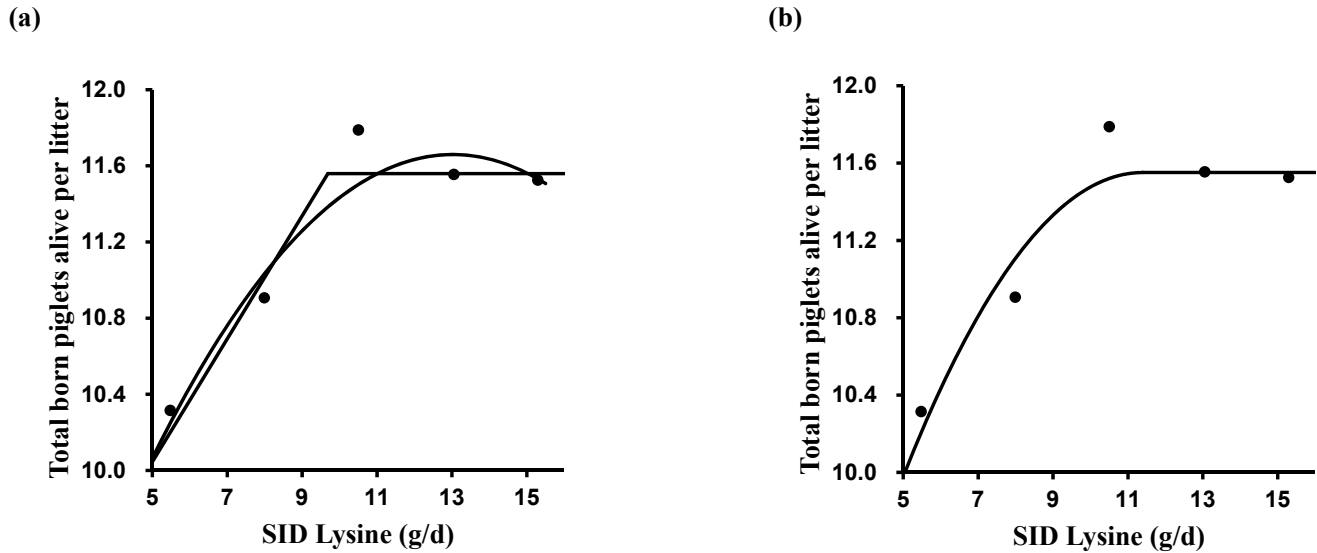 (a)
Total born piglets alive per litter
12.0
11.6
11.2
10.8
10.4
10.0
5 7 9 11 13 15
SID Lysine (g/d)
(b)
Total born piglets alive per litter
12.0
11.6
11.2
10.8
10.4
10.0
5 7 9 11 13 15
SID Lysine (g/d)